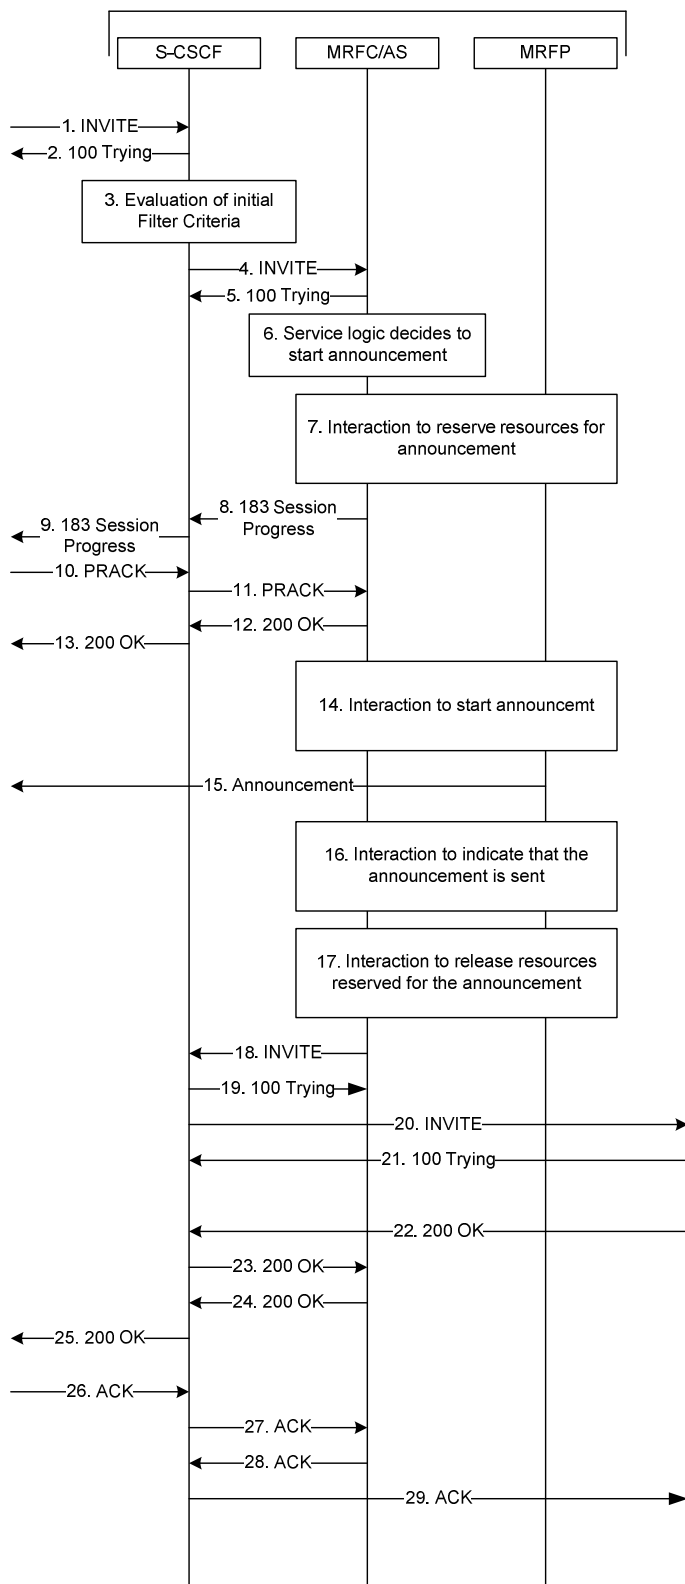 S-CSCF
MRFC/AS
MRFP
1. INVITE
2. 100 Trying
3. Evaluation of initial
Filter Criteria
4. INVITE
5. 100 Trying
6. Service logic decides to
start announcement
7. Interaction to reserve resources for
announcement
8. 183 Session
Progress
9. 183 Session
Progress
10. PRACK
11. PRACK
12. 200 OK
13. 200 OK
14. Interaction to start announcemt
15. Announcement
16. Interaction to indicate that the
announcement is sent
17. Interaction to release resources
reserved for the announcement
18. INVITE
19. 100 Trying
20. INVITE
21. 100 Trying
22. 200 OK
23. 200 OK
24. 200 OK
25. 200 OK
26. ACK
27. ACK
28. ACK
29. ACK